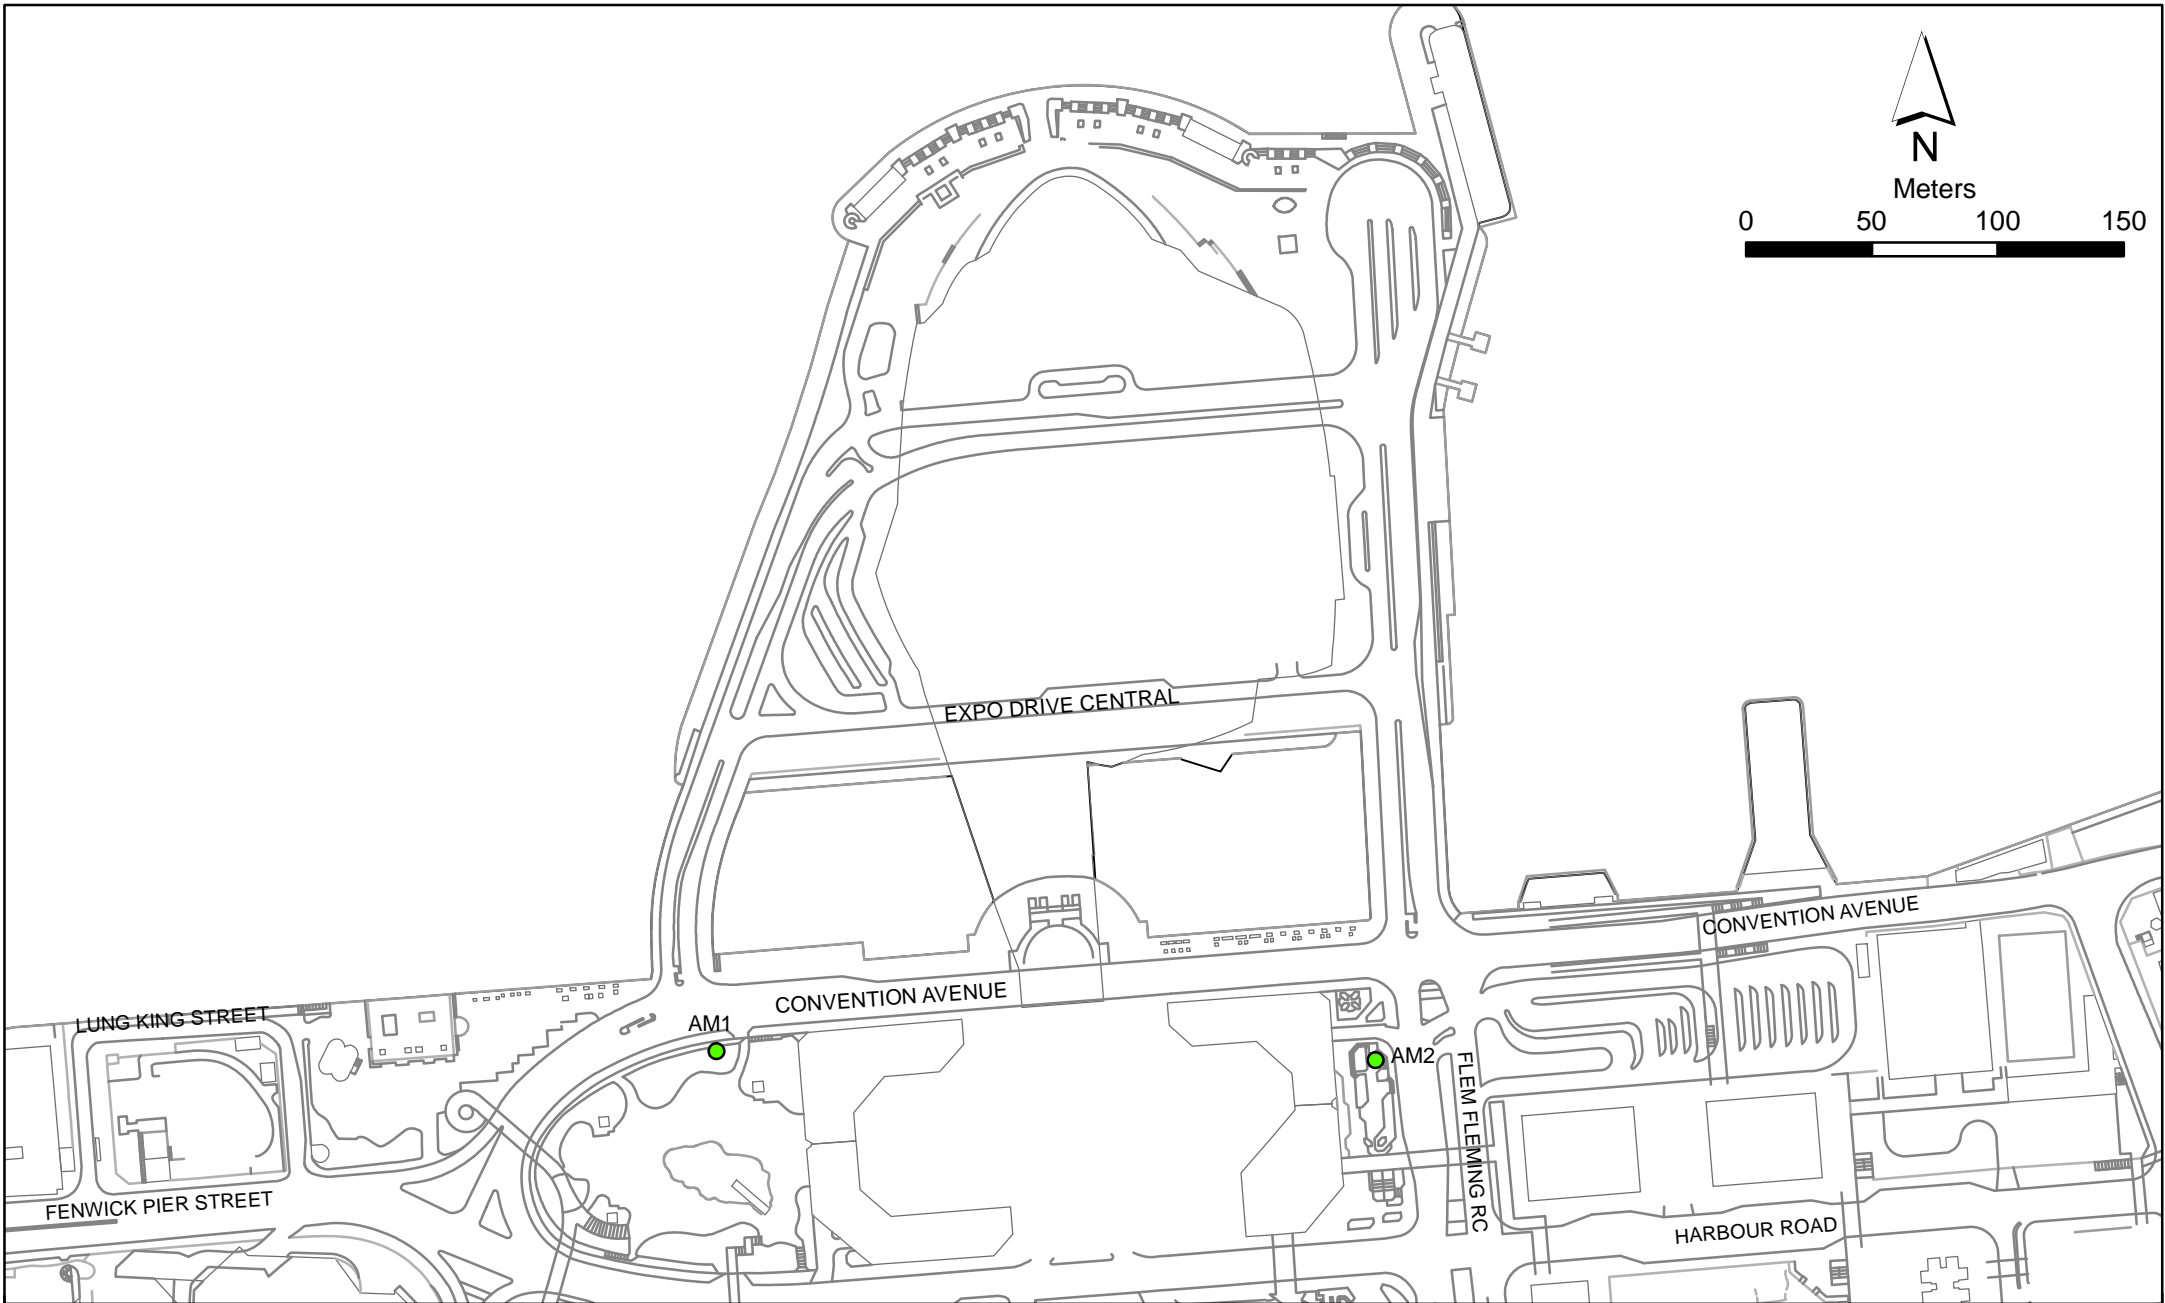 N
Meters
0 50 100 150
EXPO DRIVE CENTRAL
CONVENTION AVENUE
CONVENTION AVENUE
LUNG KING STREET
AM1
AM2
FLEM FLEMING RC
FENWICK PIER STREET
HARBOUR ROAD